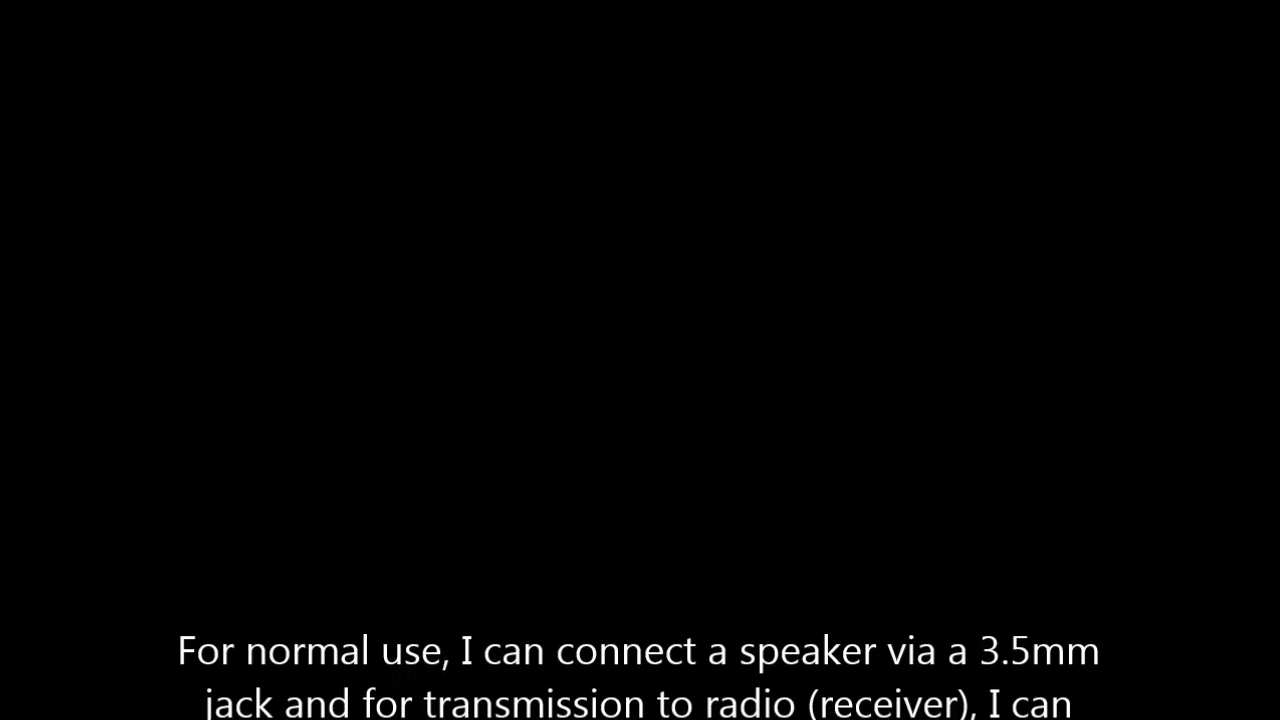 For normal use, I can connect a speaker via a 3.5mm
jack and for transmission to radio (receiver), I can